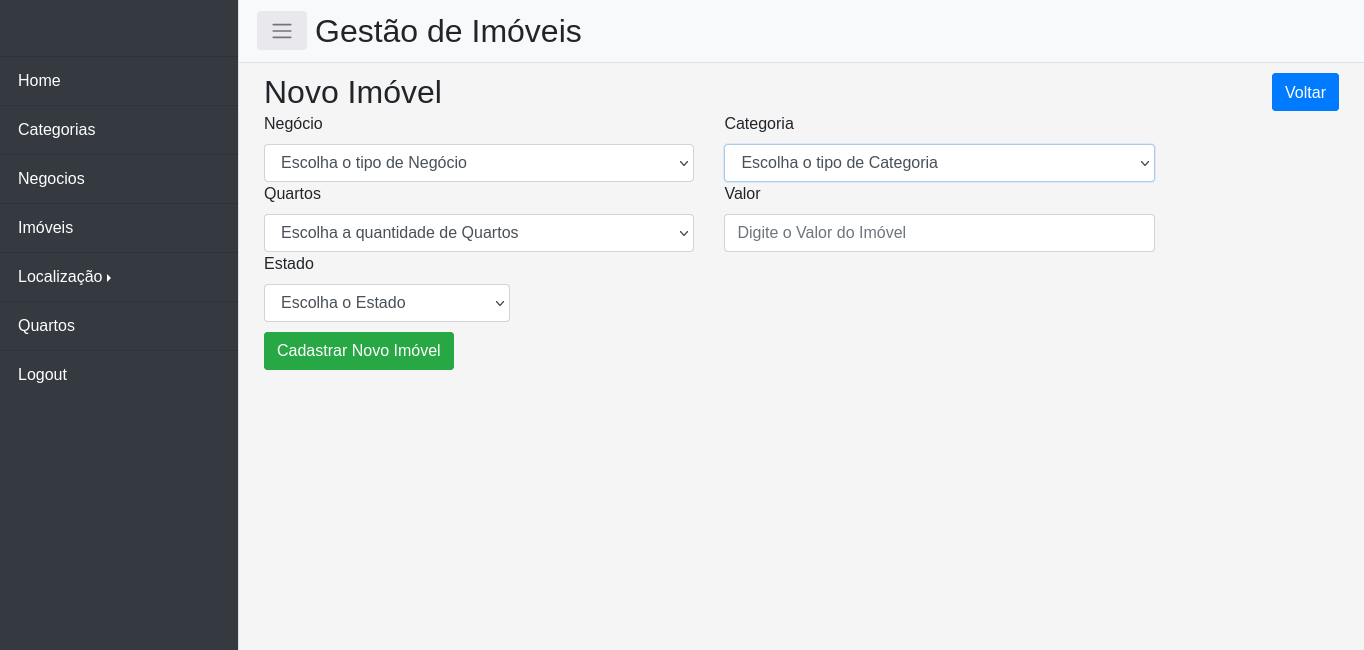 Gestão de Imóveis
Home
Categorias
Negocios
Imóveis
Localização
Quartos
Logout
Novo Imóvel
Voltar
Negócio
Categoria
Escolha o tipo de Negócio
Escolha o tipo de Categoria
Quartos
Valor
Escolha a quantidade de Quartos
Digite o Valor do Imóvel
Estado
Escolha o Estado
Cadastrar Novo Imóvel